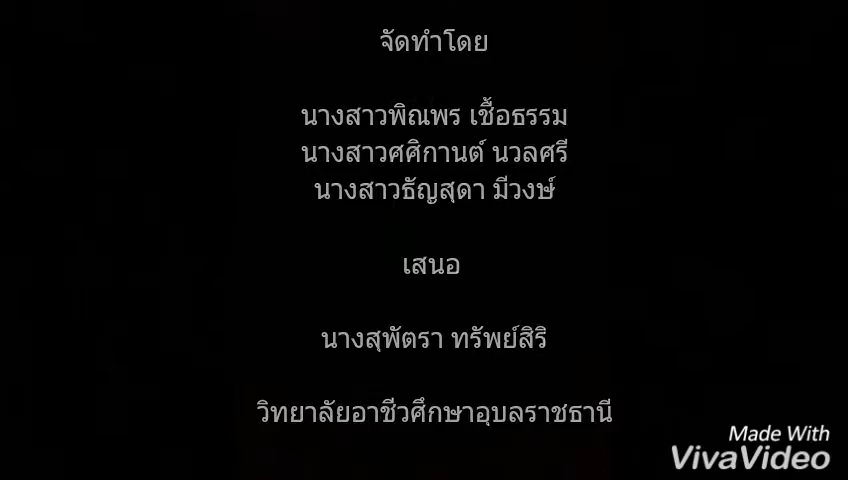 จัดทำโดย
นางสาวพิณพร เชื้อธรรม
นางสาวศศิกานต์ นวลศรี
นางสาวธัญสุดา มีวงษ์
เสนอ
นางสุพัตรา ทรัพย์สิริ
วิทยาลัยอาชีวศึกษาอุบลราชธานี
Made With
VivaVideo